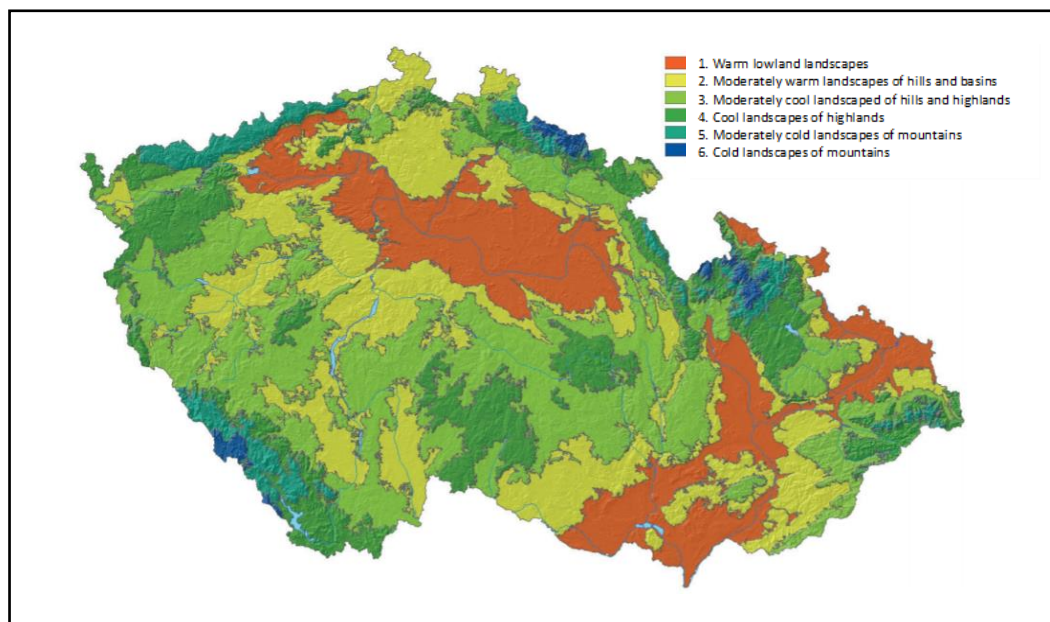 1. Warm lowland landscapes
2. Moderately warm landscapes of hills and basins
3. Moderately cool landscaped of hills and highlands
4. Cool landscapes of highlands
5. Moderately cold landscapes of mountains
6. Cold landscapes of mountains